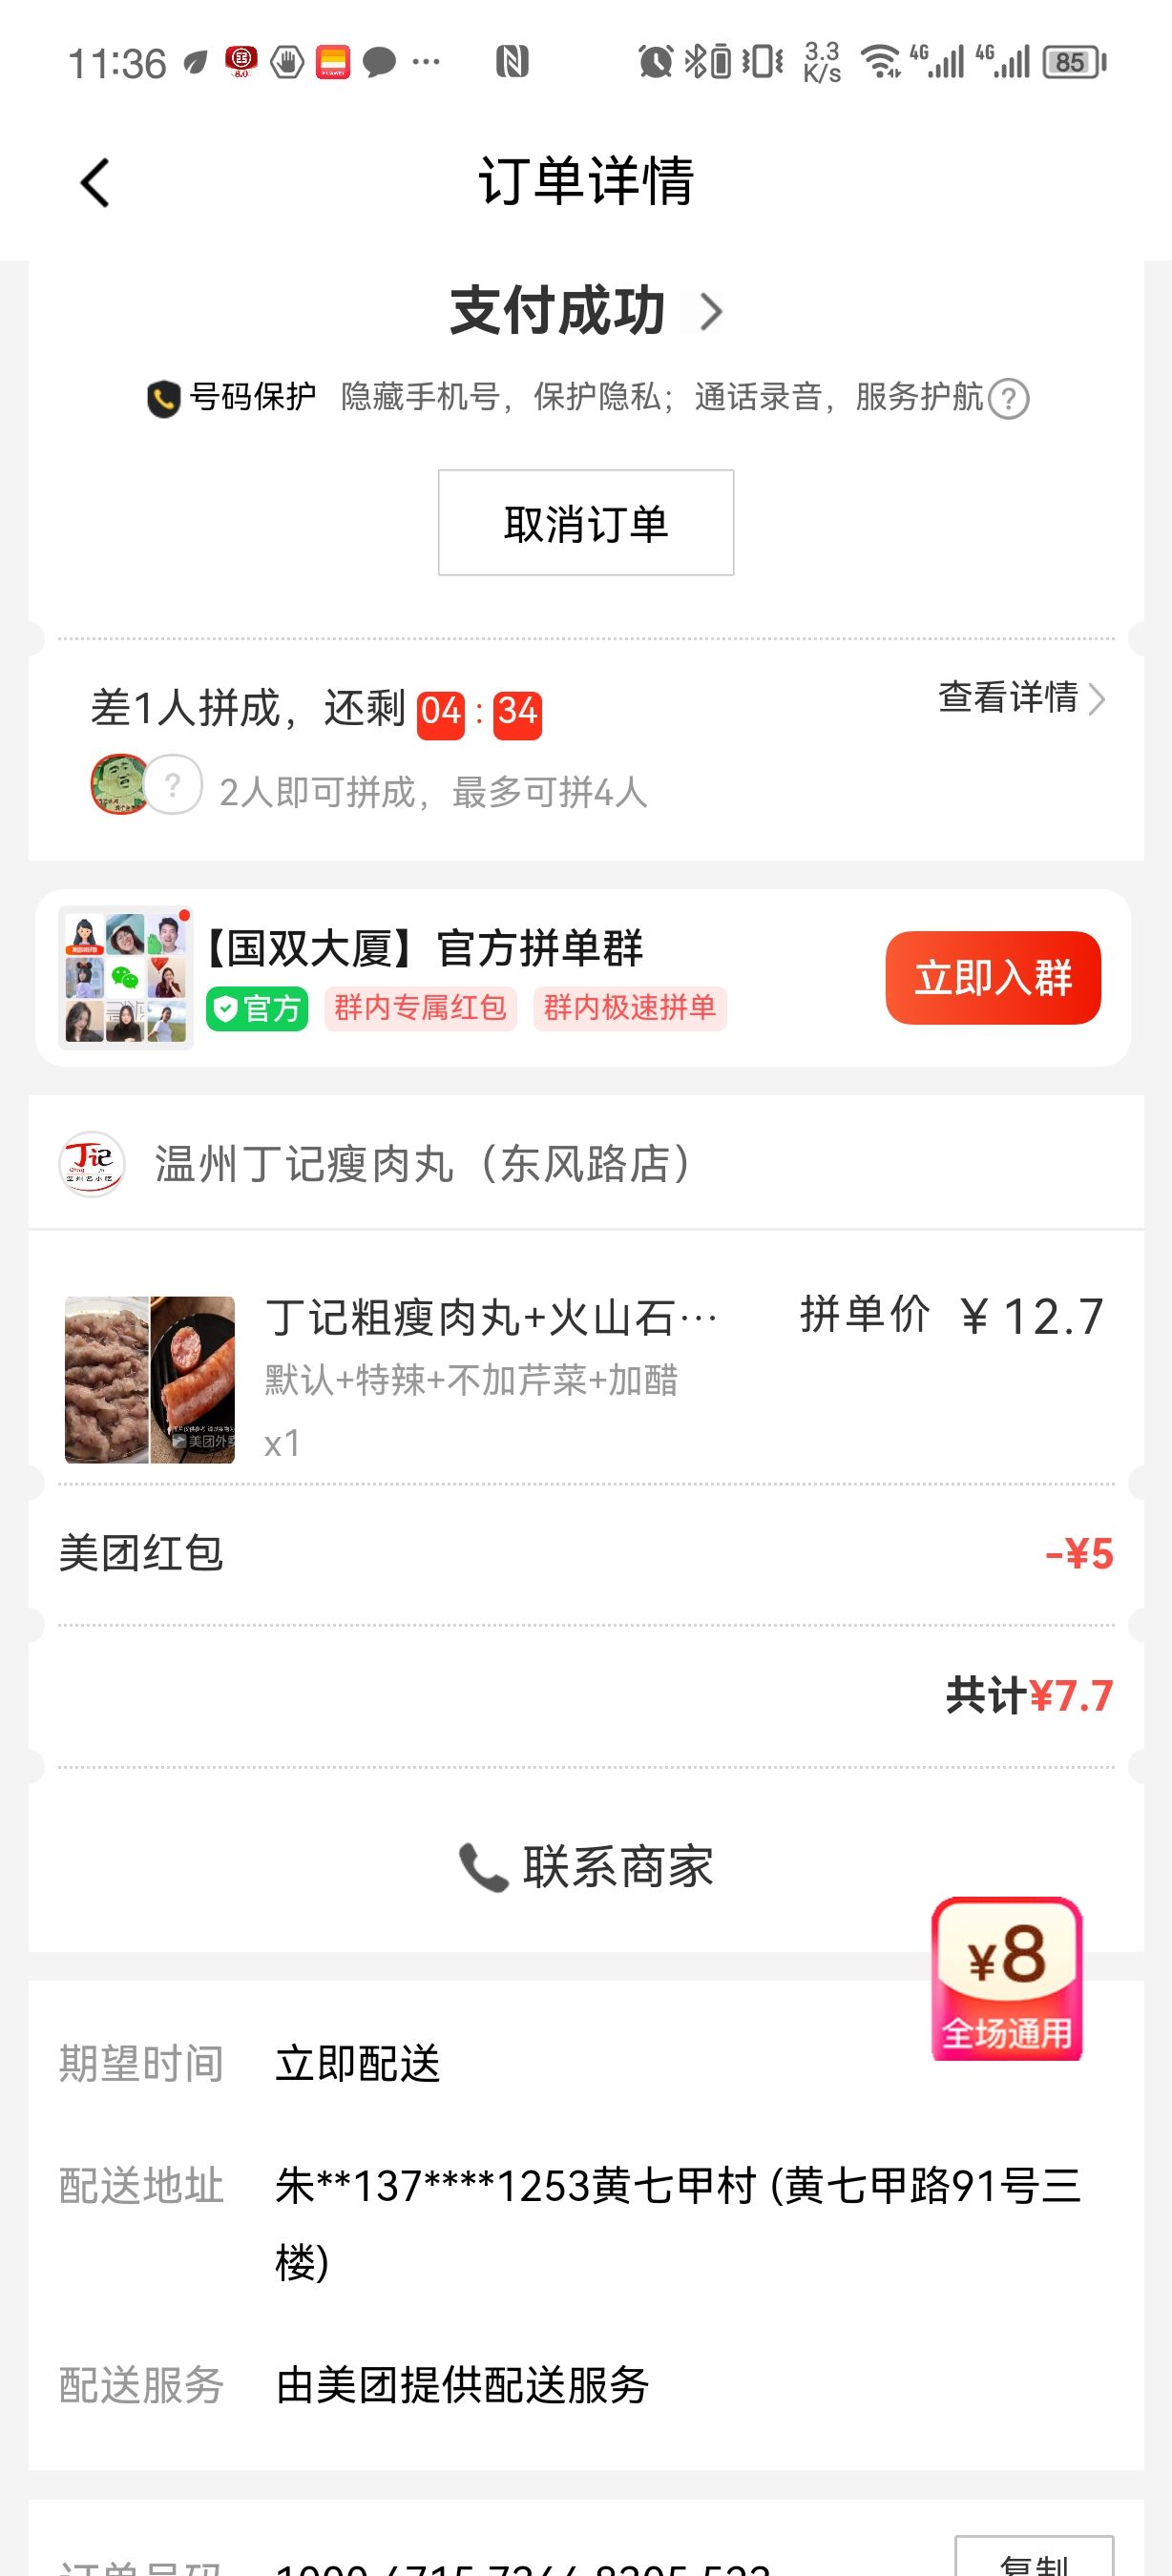 11:36
3.3 K/s
4G
4G
85
订单详情
支付成功
号码保护 隐藏手机号，保护隐私；通话录音，服务护航?
取消订单
差1人拼成，还剩 04 : 34
查看详情
? 2人即可拼成，最多可拼4人
【国双大厦】官方拼单群
官方 群内专属红包 群内极速拼单
立即入群
丁记
温州丁记瘦肉丸（东风路店）
丁记粗瘦肉丸+火山石… 拼单价 ¥12.7
默认+特辣+不加芹菜+加醋
美团外卖
x1
美团红包 -¥5
共计¥7.7
联系商家
¥8
全场通用
期望时间 立即配送
配送地址 朱**137****1253黄七甲村 (黄七甲路91号三
楼)
配送服务 由美团提供配送服务
复制